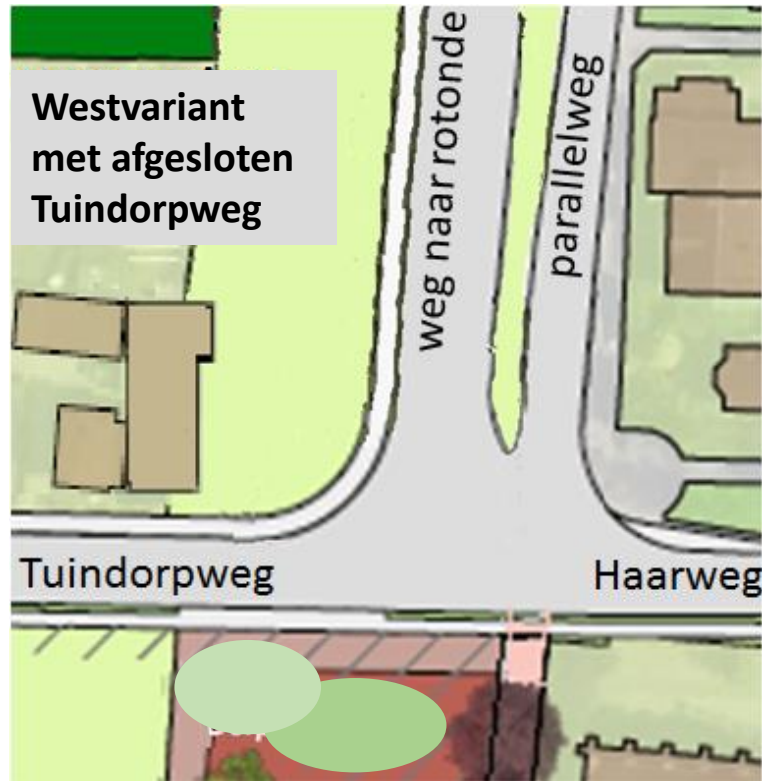 Westvariant
met afgesloten
Tuindorpweg
weg naar rotonde
parallelweg
Tuindorpweg
Haarweg